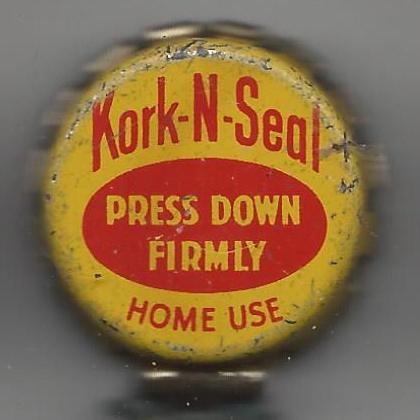 Kork-N-Seal
PRESS DOWN
FIRMLY
HOME USE